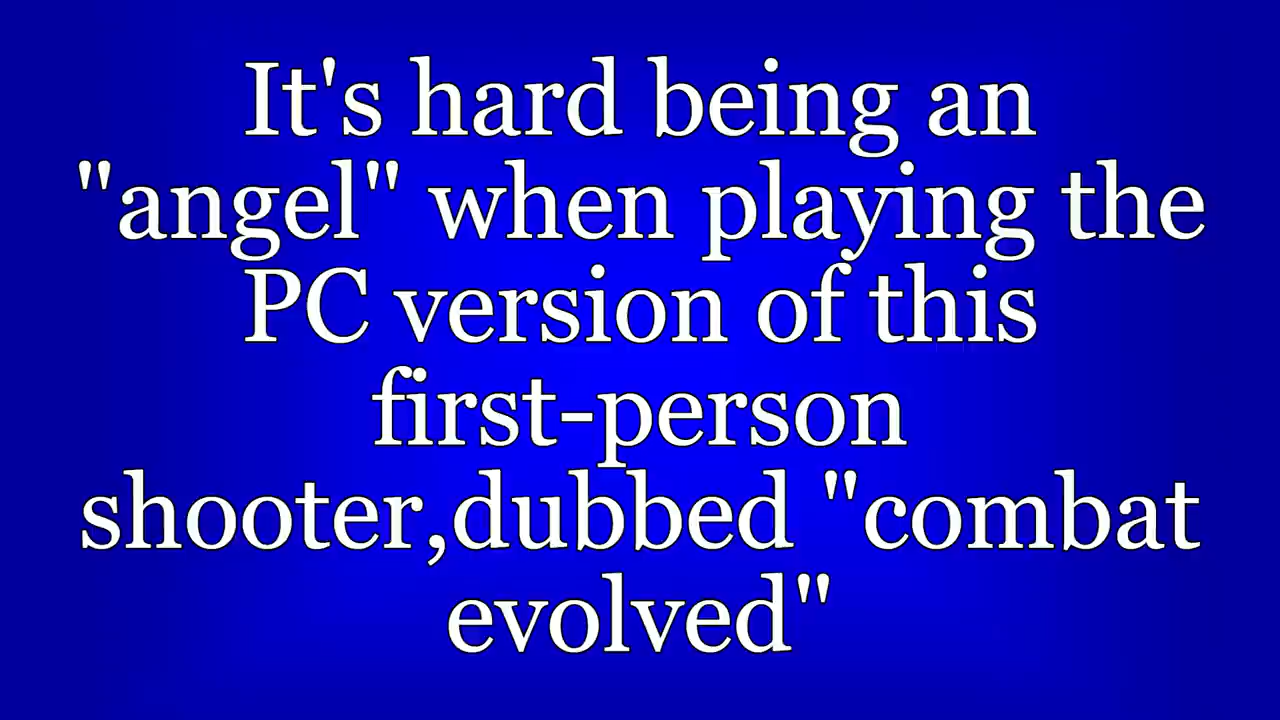 It's hard being an
"angel" when playing the
PC version of this
first-person
shooter,dubbed "combat
evolved"